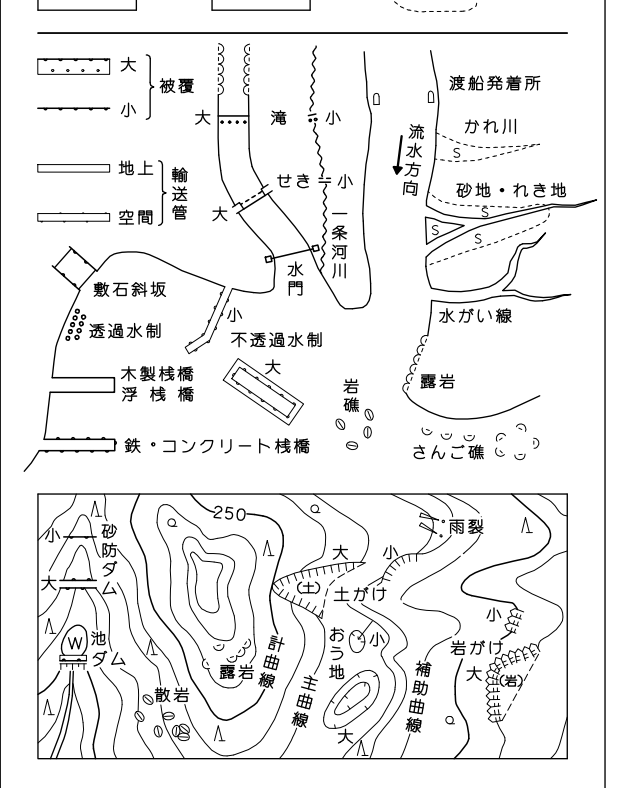 大
小
被覆
地上
空間
輸送管
大
滝
小
せき
小
大
一条河川
水門
渡船発着所
かれ川
S
流水方向
砂地・れき地
S
S
S
敷石斜坂
透過水制
小
不透過水制
大
木製桟橋
浮桟橋
鉄・コンクリート桟橋
岩礁
水がい線
露岩
さんご礁
250
小
砂防ダム
大
W
池
ダム
散岩
露岩
計曲線
主曲線
大
小
(土)
土がけ
おう地
小
大
補助曲線
雨裂
小
岩がけ
大
(岩)